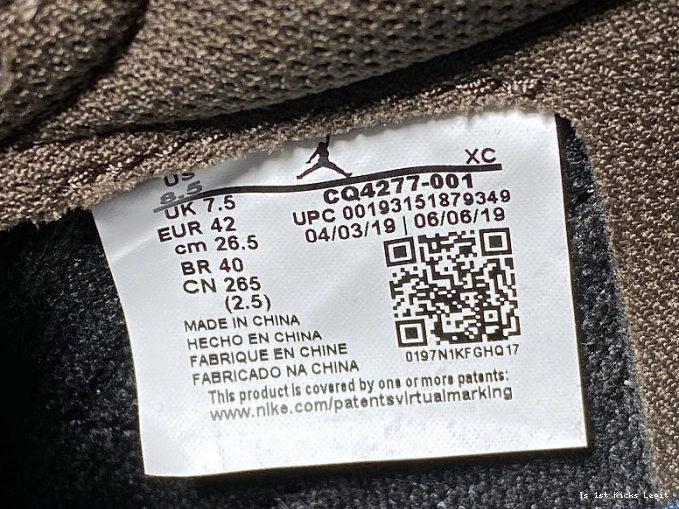 XC
US
8.5
UK 7.5
EUR 42
cm 26.5
BR 40
CN 265
(2.5)
CQ4277-001
UPC 00193151879349
04/03/19 | 06/06/19
0197N1KFGHQ17
MADE IN CHINA
HECHO EN CHINA
FABRIQUE EN CHINE
FABRICADO NA CHINA
This product is covered by one or more patents:
www.nike.com/patentsvirtualmarking
Is 1st Kicks Legit